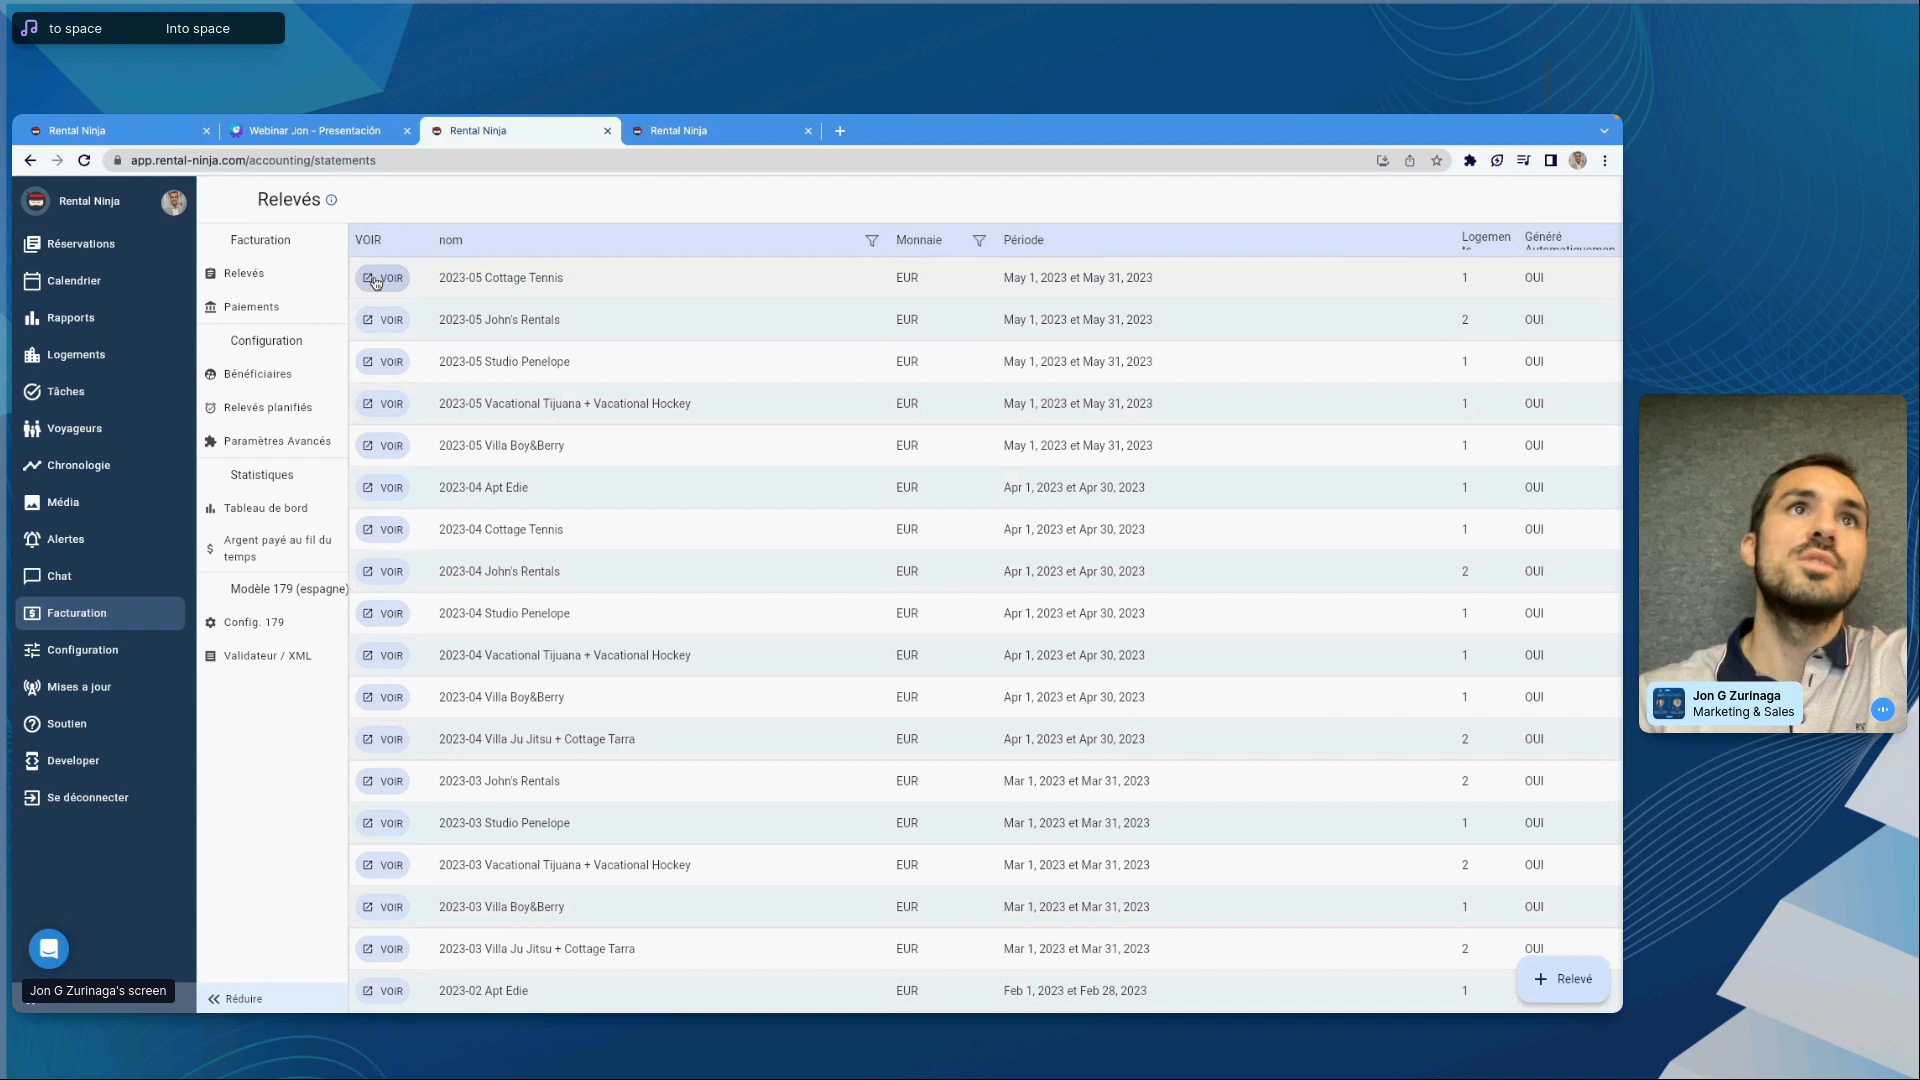 to space Into space
Rental Ninja
Webinar Jon - Presentación
Rental Ninja
Rental Ninja
app.rental-ninja.com/accounting/statements
Rental Ninja
Réservations
Calendrier
Rapports
Logements
Tâches
Voyageurs
Chronologie
Média
Alertes
Chat
Facturation
Configuration
Mises a jour
Soutien
Developer
Se déconnecter
Jon G Zurinaga's screen
Relevés
Facturation
Relevés
Paiements
Configuration
Bénéficiaires
Relevés planifiés
Paramètres Avancés
Statistiques
Tableau de bord
Argent payé au fil du
temps
Modèle 179 (espagne)
Config. 179
Validateur / XML
Réduire
VOIR nom Monnaie Période Logemen
ts Généré
Automatiquemen
VOIR 2023-05 Cottage Tennis EUR May 1, 2023 et May 31, 2023 1 OUI
VOIR 2023-05 John's Rentals EUR May 1, 2023 et May 31, 2023 2 OUI
VOIR 2023-05 Studio Penelope EUR May 1, 2023 et May 31, 2023 1 OUI
VOIR 2023-05 Vacational Tijuana + Vacational Hockey EUR May 1, 2023 et May 31, 2023 1 OUI
VOIR 2023-05 Villa Boy&Berry EUR May 1, 2023 et May 31, 2023 1 OUI
VOIR 2023-04 Apt Edie EUR Apr 1, 2023 et Apr 30, 2023 1 OUI
VOIR 2023-04 Cottage Tennis EUR Apr 1, 2023 et Apr 30, 2023 1 OUI
VOIR 2023-04 John's Rentals EUR Apr 1, 2023 et Apr 30, 2023 2 OUI
VOIR 2023-04 Studio Penelope EUR Apr 1, 2023 et Apr 30, 2023 1 OUI
VOIR 2023-04 Vacational Tijuana + Vacational Hockey EUR Apr 1, 2023 et Apr 30, 2023 1 OUI
VOIR 2023-04 Villa Boy&Berry EUR Apr 1, 2023 et Apr 30, 2023 1 OUI
VOIR 2023-04 Villa Ju Jitsu + Cottage Tarra EUR Apr 1, 2023 et Apr 30, 2023 2 OUI
VOIR 2023-03 John's Rentals EUR Mar 1, 2023 et Mar 31, 2023 2 OUI
VOIR 2023-03 Studio Penelope EUR Mar 1, 2023 et Mar 31, 2023 1 OUI
VOIR 2023-03 Vacational Tijuana + Vacational Hockey EUR Mar 1, 2023 et Mar 31, 2023 2 OUI
VOIR 2023-03 Villa Boy&Berry EUR Mar 1, 2023 et Mar 31, 2023 1 OUI
VOIR 2023-03 Villa Ju Jitsu + Cottage Tarra EUR Mar 1, 2023 et Mar 31, 2023 2 OUI
VOIR 2023-02 Apt Edie EUR Feb 1, 2023 et Feb 28, 2023 1
+ Relevé
Jon G Zurinaga
Marketing & Sales